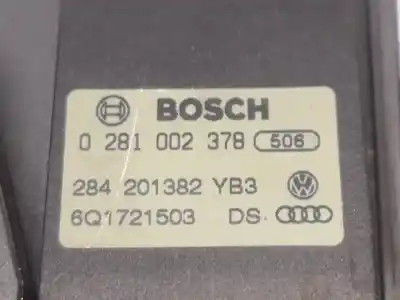 BOSCH
0 281 002 378 506
284 201382 YB3
6Q1721503 DS